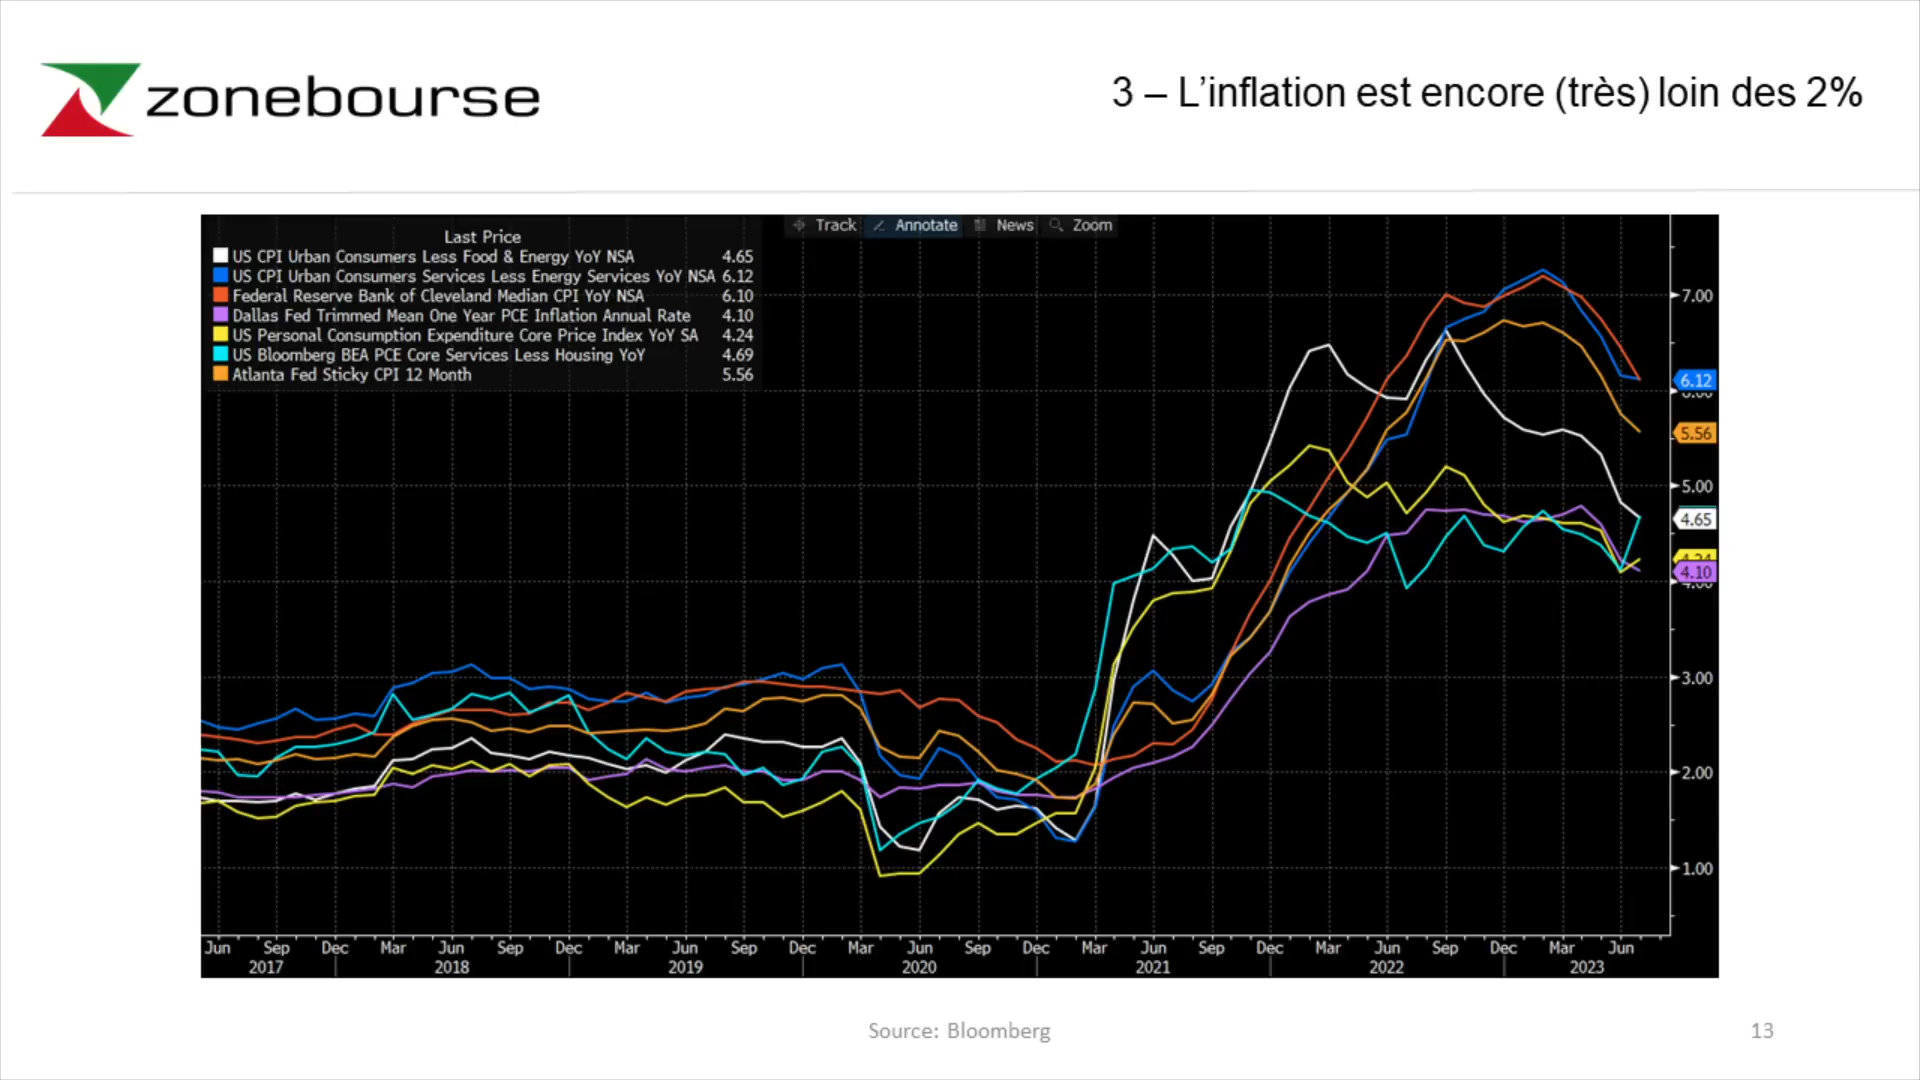 zonebourse
3 – L’inflation est encore (très) loin des 2%
Track Annotate News Zoom
Last Price
US CPI Urban Consumers Less Food & Energy YoY NSA 4.65
US CPI Urban Consumers Services Less Energy Services YoY NSA 6.12
Federal Reserve Bank of Cleveland Median CPI YoY NSA 6.10
Dallas Fed Trimmed Mean One Year PCE Inflation Annual Rate 4.10
US Personal Consumption Expenditure Core Price Index YoY SA 4.24
US Bloomberg BEA PCE Core Services Less Housing YoY 4.69
Atlanta Fed Sticky CPI 12 Month 5.56
7.00
6.12
6.00
5.56
5.00
4.65
4.24
4.10
4.00
3.00
2.00
1.00
Jun Sep Dec Mar Jun Sep Dec Mar Jun Sep Dec Mar Jun Sep Dec Mar Jun Sep Dec Mar Jun Sep Dec Mar Jun
2017 2018 2019 2020 2021 2022 2023
Source: Bloomberg
13